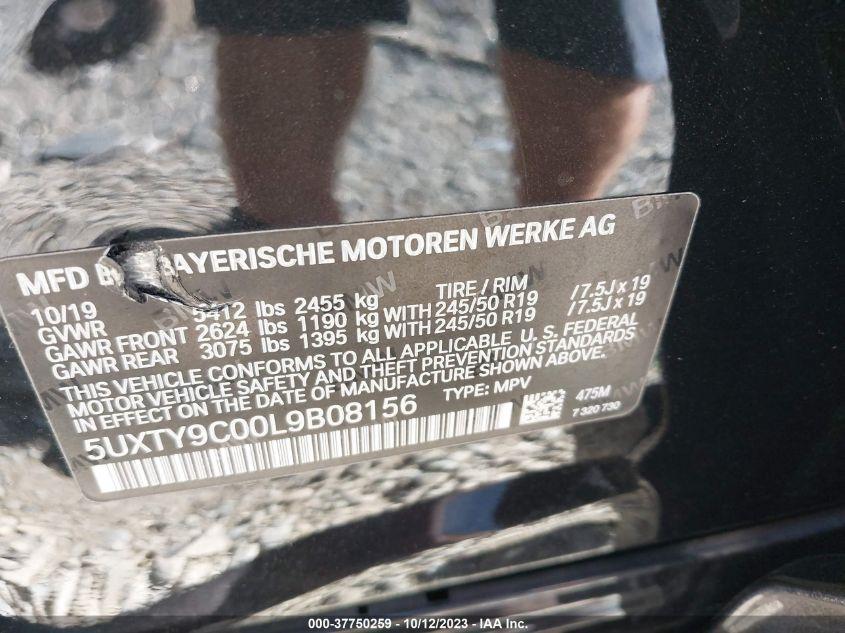 MFD BY BAYERISCHE MOTOREN WERKE AG
10/19 TIRE / RIM
GVWR 5412 lbs 2455 kg
GAWR FRONT 2624 lbs 1190 kg WITH 245/50 R19 /7.5J x 19
GAWR REAR 3075 lbs 1395 kg WITH 245/50 R19 /7.5J x 19
THIS VEHICLE CONFORMS TO ALL APPLICABLE U. S. FEDERAL
MOTOR VEHICLE SAFETY AND THEFT PREVENTION STANDARDS
IN EFFECT ON THE DATE OF MANUFACTURE SHOWN ABOVE.
5UXTY9C00L9B08156 TYPE: MPV 475M
7 320 730
000-37750259 - 10/12/2023 - © IAA Holdings, LLC.